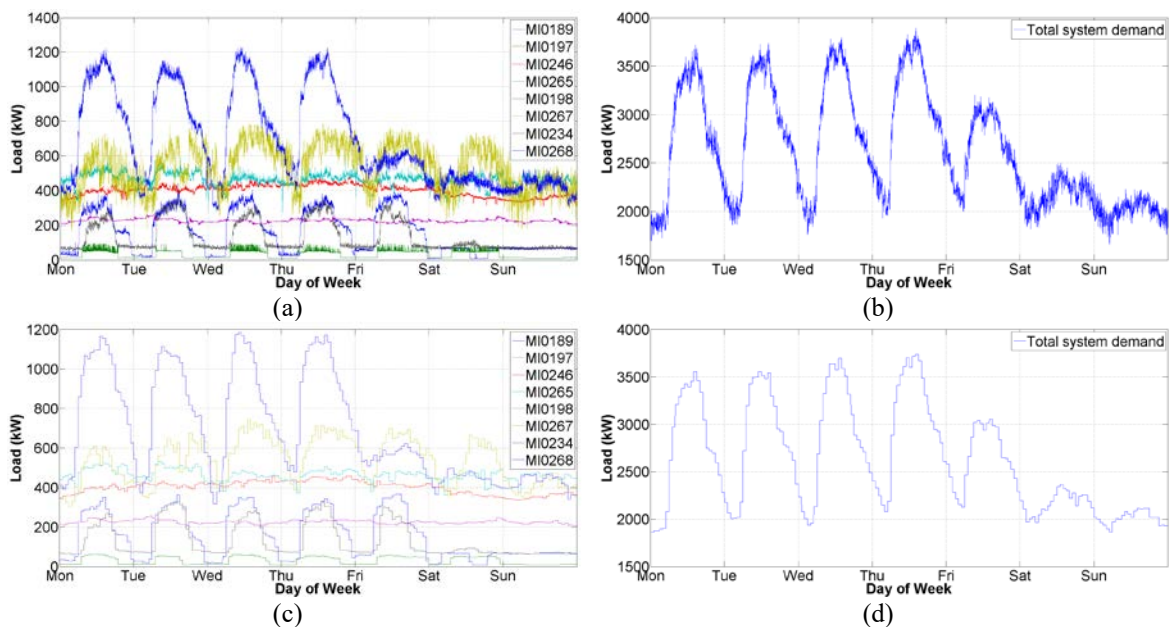 1400
1200
1000
800
600
400
200
0
Load (kW)
Mon Tue Wed Thu Fri Sat Sun
Day of Week
MI0189
MI0197
MI0246
MI0265
MI0198
MI0267
MI0234
MI0268
(a)
4000
3500
3000
2500
2000
1500
Load (kW)
Mon Tue Wed Thu Fri Sat Sun
Day of Week
Total system demand
(b)
1200
1000
800
600
400
200
0
Load (kW)
Mon Tue Wed Thu Fri Sat Sun
Day of Week
MI0189
MI0197
MI0246
MI0265
MI0198
MI0267
MI0234
MI0268
(c)
4000
3500
3000
2500
2000
1500
Load (kW)
Mon Tue Wed Thu Fri Sat Sun
Day of Week
Total system demand
(d)